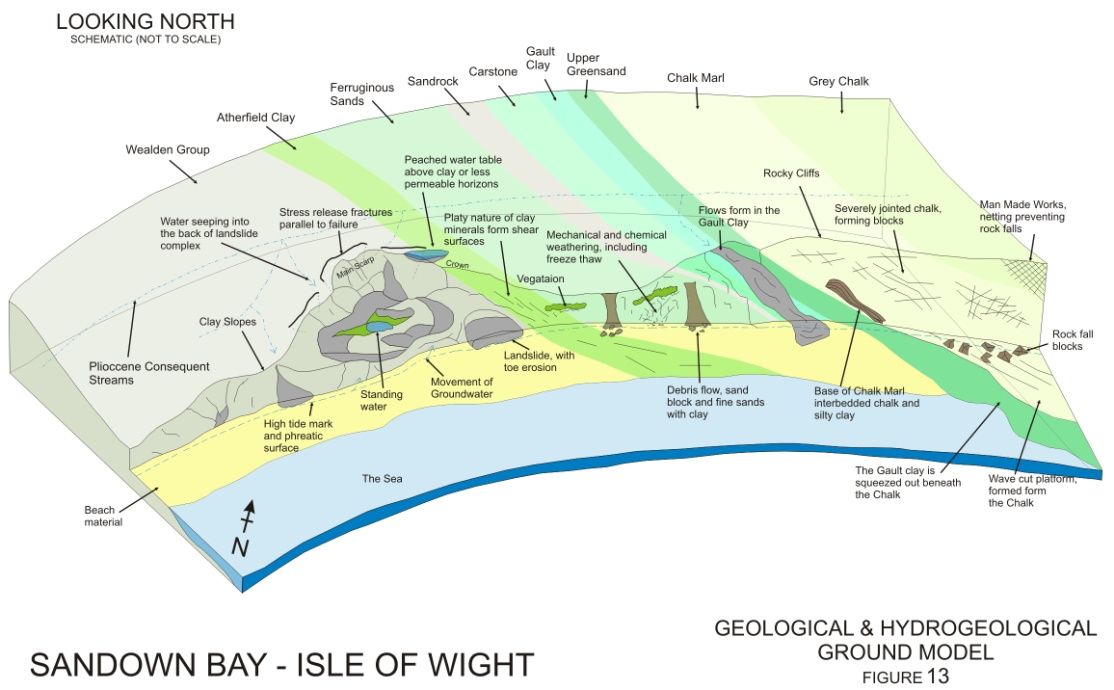 LOOKING NORTH
SCHEMATIC (NOT TO SCALE)
Wealden Group
Atherfield Clay
Ferruginous
Sands
Sandrock
Carstone
Gault
Clay
Upper
Greensand
Chalk Marl
Grey Chalk
Peached water table
above clay or less
permeable horizons
Rocky Cliffs
Water seeping into
the back of landslide
complex
Stress release fractures
parallel to failure
Platy nature of clay
minerals form shear
surfaces
Mechanical and chemical
weathering, including
freeze thaw
Flows form in the
Gault Clay
Severely jointed chalk,
forming blocks
Man Made Works,
netting preventing
rock falls
Main Scarp
Crown
Vegataion
Clay Slopes
Plioccene Consequent
Streams
Standing
water
Movement of
Groundwater
Landslide, with
toe erosion
Rock fall
blocks
High tide mark
and phreatic
surface
Debris flow, sand
block and fine sands
with clay
Base of Chalk Marl
interbedded chalk and
silty clay
The Sea
The Gault clay is
squeezed out beneath
the Chalk
Wave cut platform,
formed form
the Chalk
Beach
material
N
SANDOWN BAY - ISLE OF WIGHT
GEOLOGICAL & HYDROGEOLOGICAL
GROUND MODEL
FIGURE 13